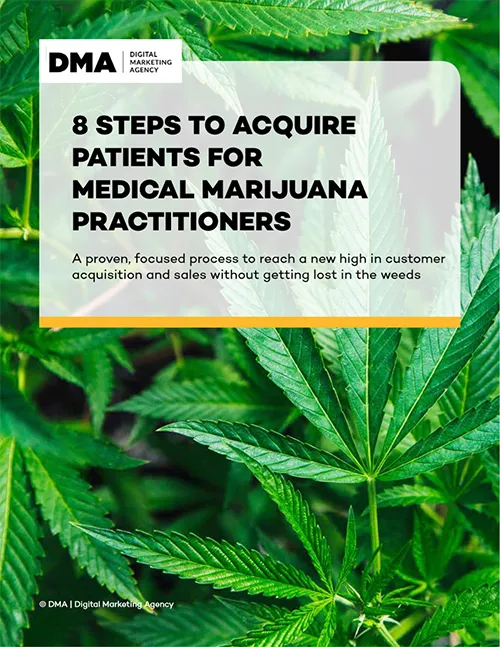 DMA
DIGITAL
MARKETING
AGENCY
8 STEPS TO ACQUIRE
PATIENTS FOR
MEDICAL MARIJUANA
PRACTITIONERS
A proven, focused process to reach a new high in customer
acquisition and sales without getting lost in the weeds
© DMA | Digital Marketing Agency